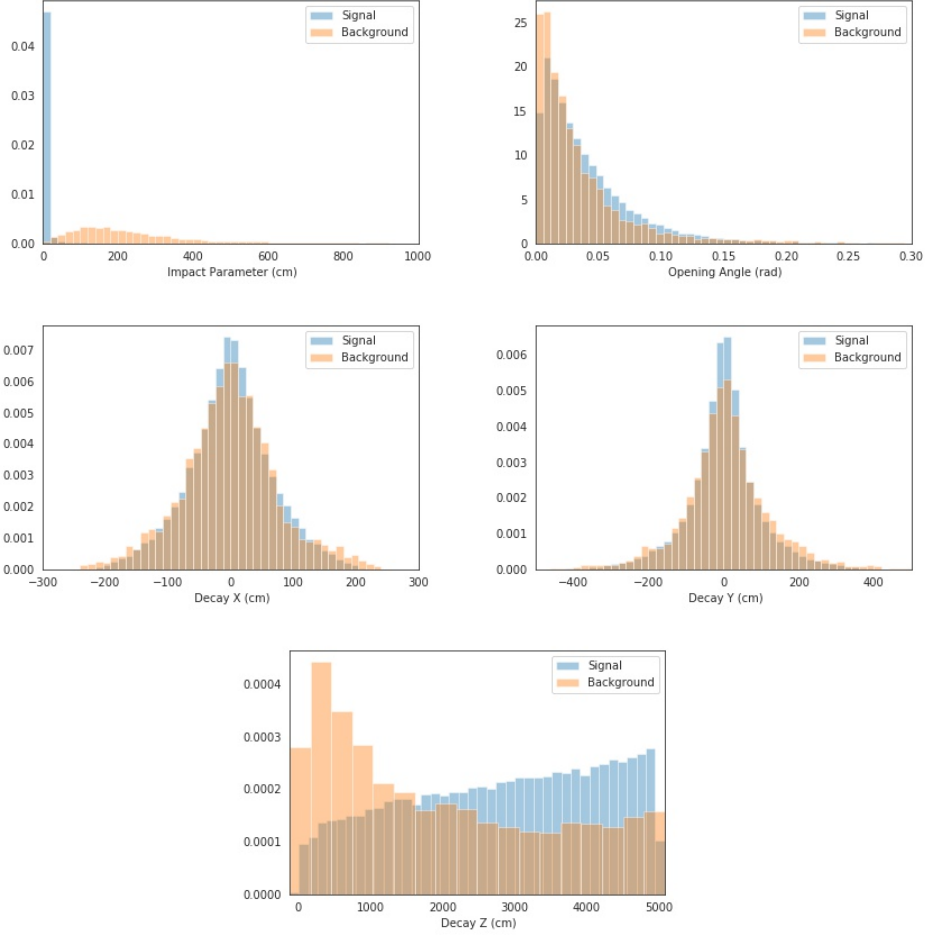 Signal
Background
0.04
0.03
0.02
0.01
0.00
0 200 400 600 800 1000
Impact Parameter (cm)
Signal
Background
25
20
15
10
5
0
0.00 0.05 0.10 0.15 0.20 0.25 0.30
Opening Angle (rad)
Signal
Background
0.007
0.006
0.005
0.004
0.003
0.002
0.001
0.000
−300 −200 −100 0 100 200 300
Decay X (cm)
Signal
Background
0.006
0.005
0.004
0.003
0.002
0.001
0.000
−400 −200 0 200 400
Decay Y (cm)
Signal
Background
0.0004
0.0003
0.0002
0.0001
0.0000
0 1000 2000 3000 4000 5000
Decay Z (cm)